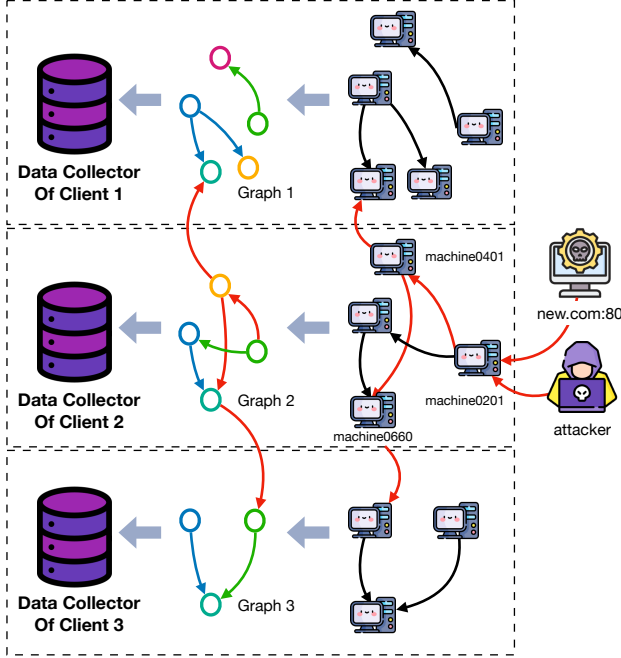 Data Collector
Of Client 1
Graph 1
machine0401
new.com:80
Data Collector
Of Client 2
Graph 2
machine0201
machine0660
attacker
Data Collector
Of Client 3
Graph 3